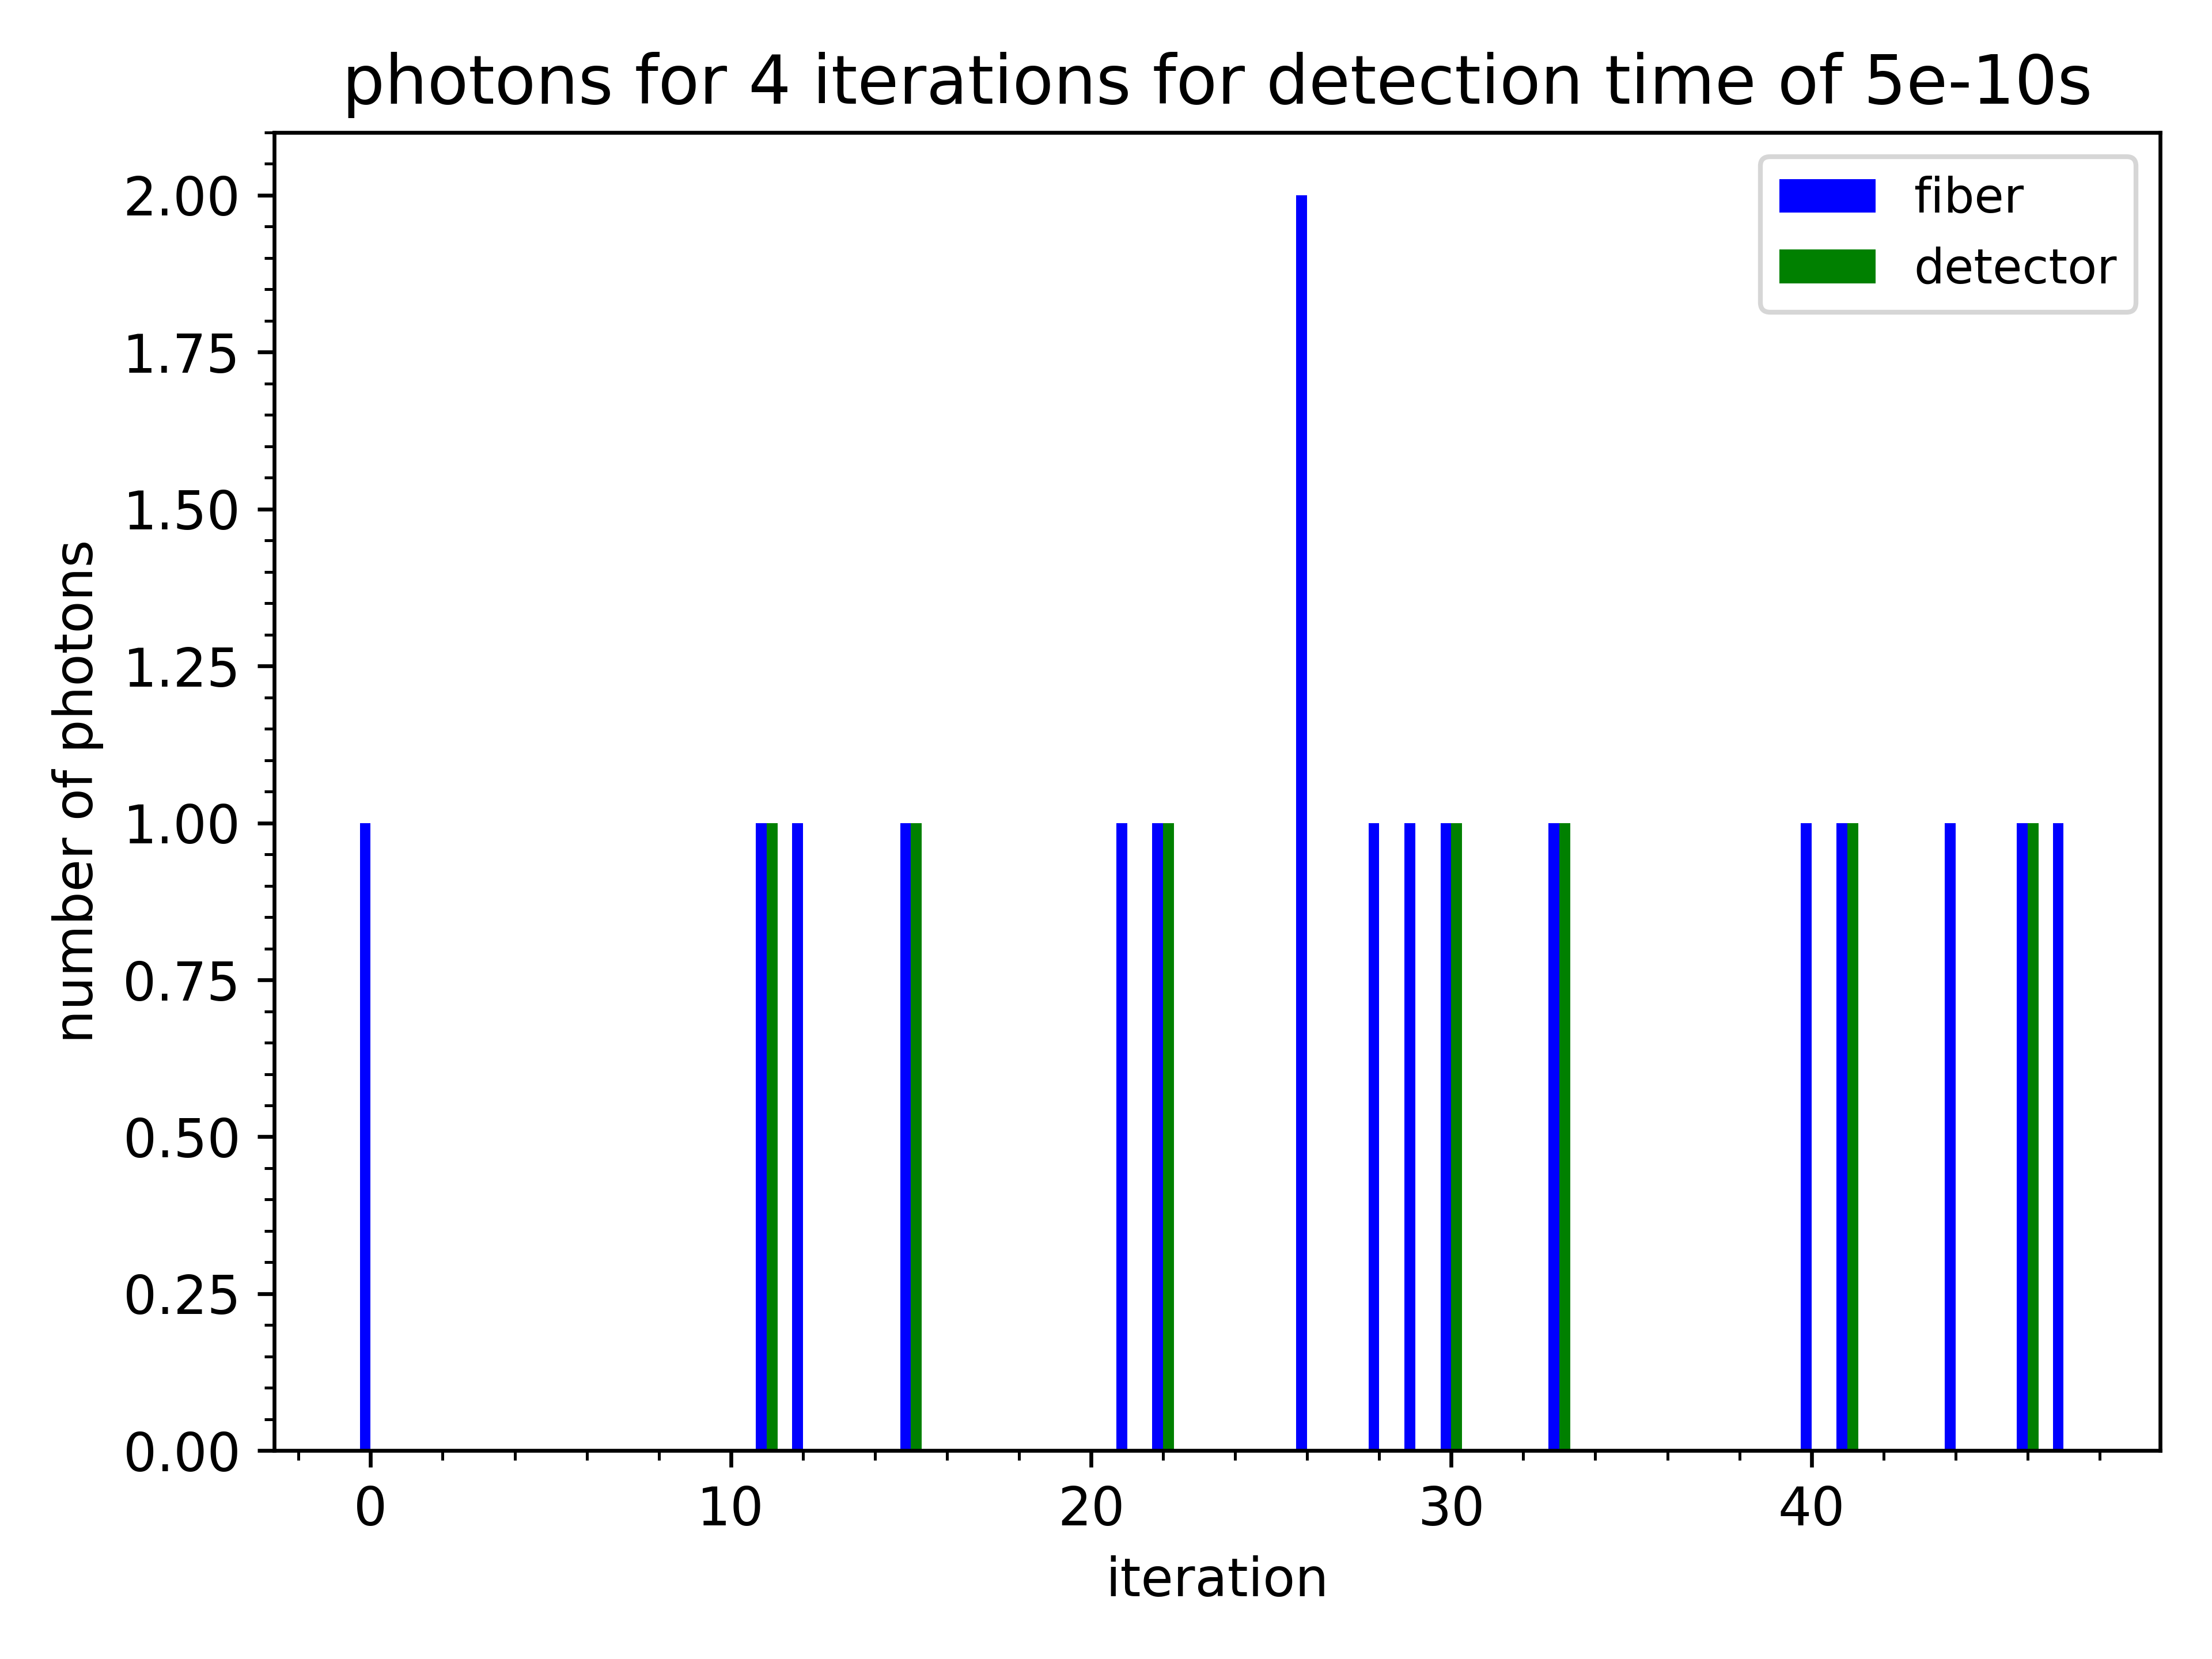 photons for 4 iterations for detection time of 5e-10s
fiber
detector
number of photons
2.00
1.75
1.50
1.25
1.00
0.75
0.50
0.25
0.00
0
10
20
30
40
iteration